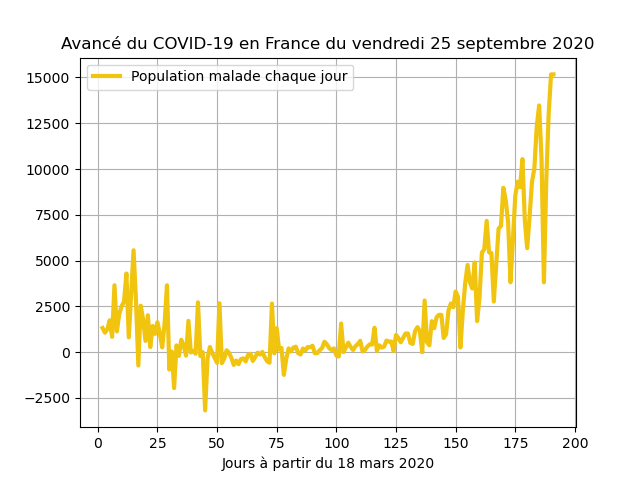 Avancé du COVID-19 en France du vendredi 25 septembre 2020
Population malade chaque jour
15000
12500
10000
7500
5000
2500
0
−2500
0 25 50 75 100 125 150 175 200
Jours à partir du 18 mars 2020